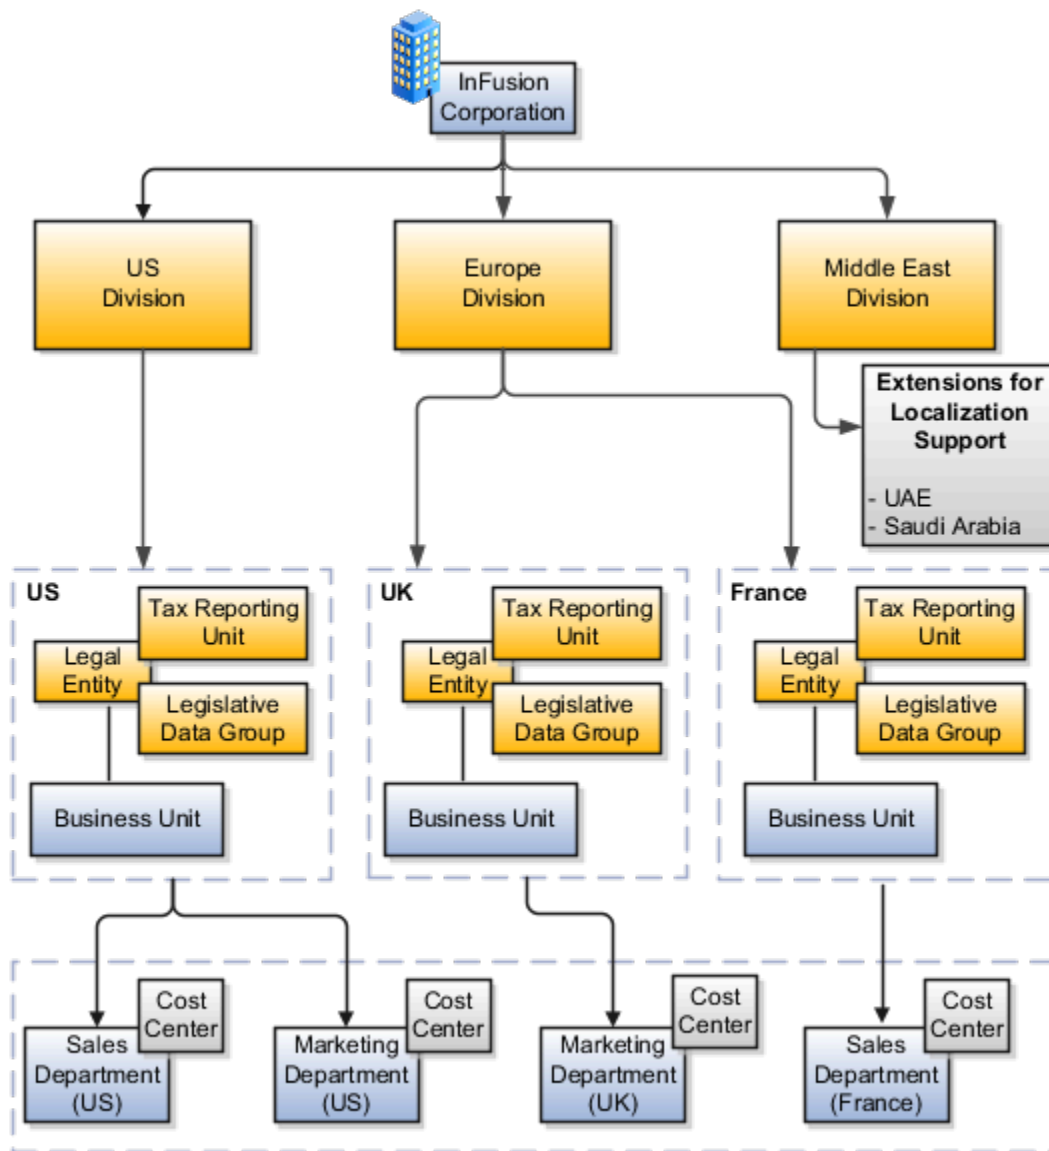 InFusion
Corporation
US
Division
Europe
Division
Middle East
Division
Extensions for
Localization
Support
- UAE
- Saudi Arabia
US
Tax Reporting
Unit
Legal
Entity
Legislative
Data Group
Business Unit
UK
Tax Reporting
Unit
Legal
Entity
Legislative
Data Group
Business Unit
France
Tax Reporting
Unit
Legal
Entity
Legislative
Data Group
Business Unit
Cost
Center
Sales
Department
(US)
Cost
Center
Marketing
Department
(US)
Cost
Center
Marketing
Department
(UK)
Cost
Center
Sales
Department
(France)